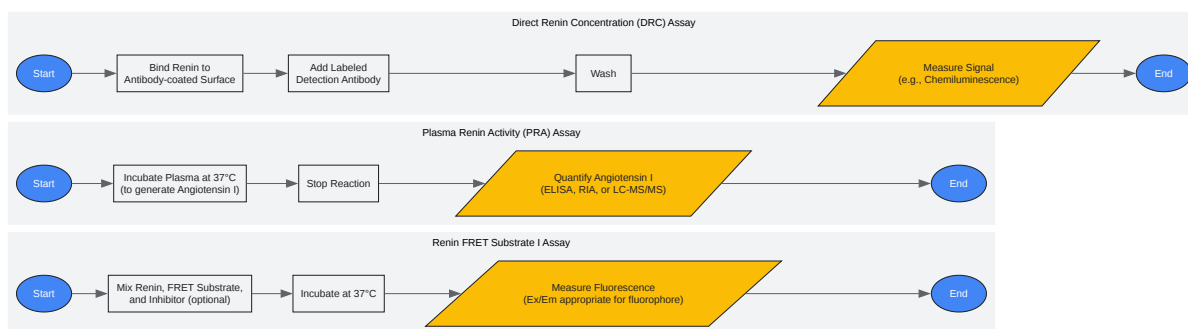 Direct Renin Concentration (DRC) Assay
Start
Bind Renin to
Antibody-coated Surface
Add Labeled
Detection Antibody
Wash
Measure Signal
(e.g., Chemiluminescence)
End
Plasma Renin Activity (PRA) Assay
Start
Incubate Plasma at 37°C
(to generate Angiotensin I)
Stop Reaction
Quantify Angiotensin I
(ELISA, RIA, or LC-MS/MS)
End
Renin FRET Substrate I Assay
Start
Mix Renin, FRET Substrate,
and Inhibitor (optional)
Incubate at 37°C
Measure Fluorescence
(Ex/Em appropriate for fluorophore)
End